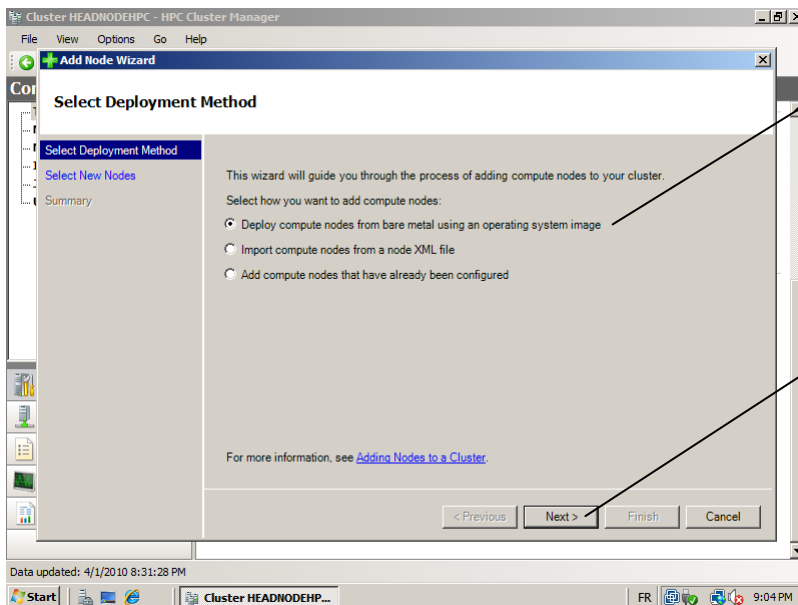 Cluster HEADNODEHPC - HPC Cluster Manager
File View Options Go Help
Add Node Wizard
Select Deployment Method
Select Deployment Method
Select New Nodes
Summary
This wizard will guide you through the process of adding compute nodes to your cluster.
Select how you want to add compute nodes:
Deploy compute nodes from bare metal using an operating system image
Import compute nodes from a node XML file
Add compute nodes that have already been configured
For more information, see Adding Nodes to a Cluster.
< Previous Next > Finish Cancel
Data updated: 4/1/2010 8:31:28 PM
Start Cluster HEADNODEHP... FR 9:04 PM